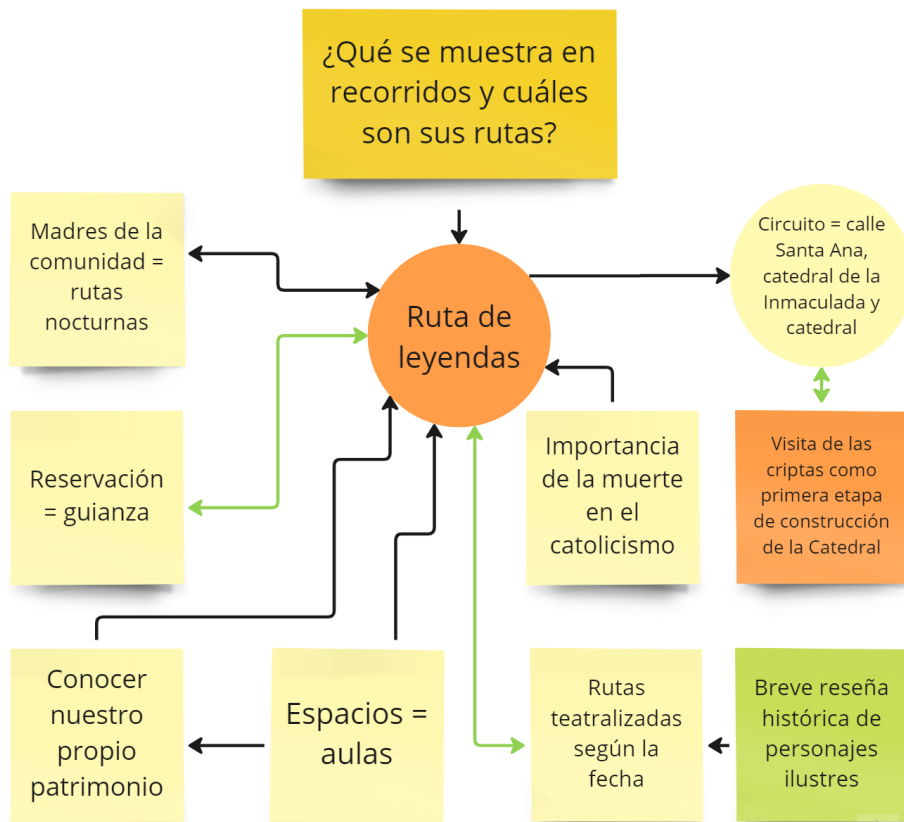 ¿Qué se muestra en
recorridos y cuáles
son sus rutas?
Madres de la
comunidad =
rutas
nocturnas
Circuito = calle
Santa Ana,
catedral de la
Inmaculada y
catedral
Ruta de
leyendas
Reservación
= guianza
Importancia
de la muerte
en el
catolicismo
Visita de las
criptas como
primera etapa
de construcción
de la Catedral
Conocer
nuestro
propio
patrimonio
Espacios =
aulas
Rutas
teatralizadas
según la
fecha
Breve reseña
histórica de
personajes
ilustres